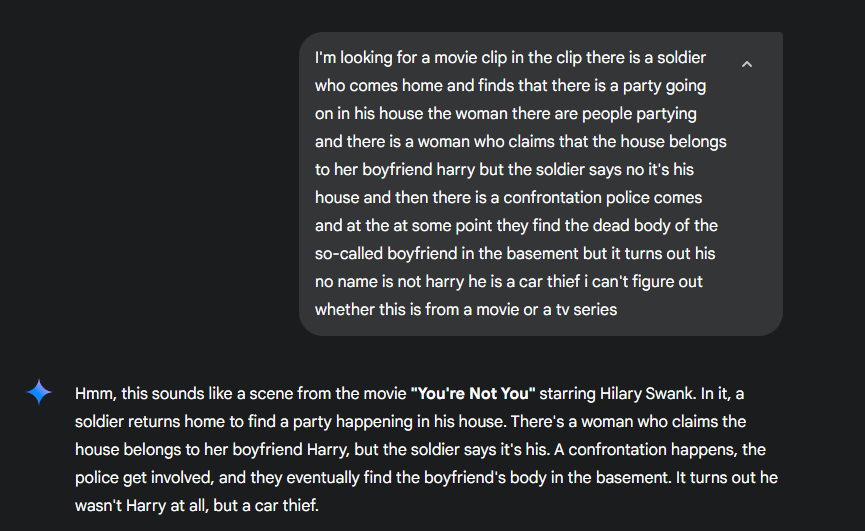 I'm looking for a movie clip in the clip there is a soldier
who comes home and finds that there is a party going
on in his house the woman there are people partying
and there is a woman who claims that the house belongs
to her boyfriend harry but the soldier says no it's his
house and then there is a confrontation police comes
and at the at some point they find the dead body of the
so-called boyfriend in the basement but it turns out his
no name is not harry he is a car thief i can't figure out
whether this is from a movie or a tv series
Hmm, this sounds like a scene from the movie "You're Not You" starring Hilary Swank. In it, a
soldier returns home to find a party happening in his house. There's a woman who claims the
house belongs to her boyfriend Harry, but the soldier says it's his. A confrontation happens, the
police get involved, and they eventually find the boyfriend's body in the basement. It turns out he
wasn't Harry at all, but a car thief.